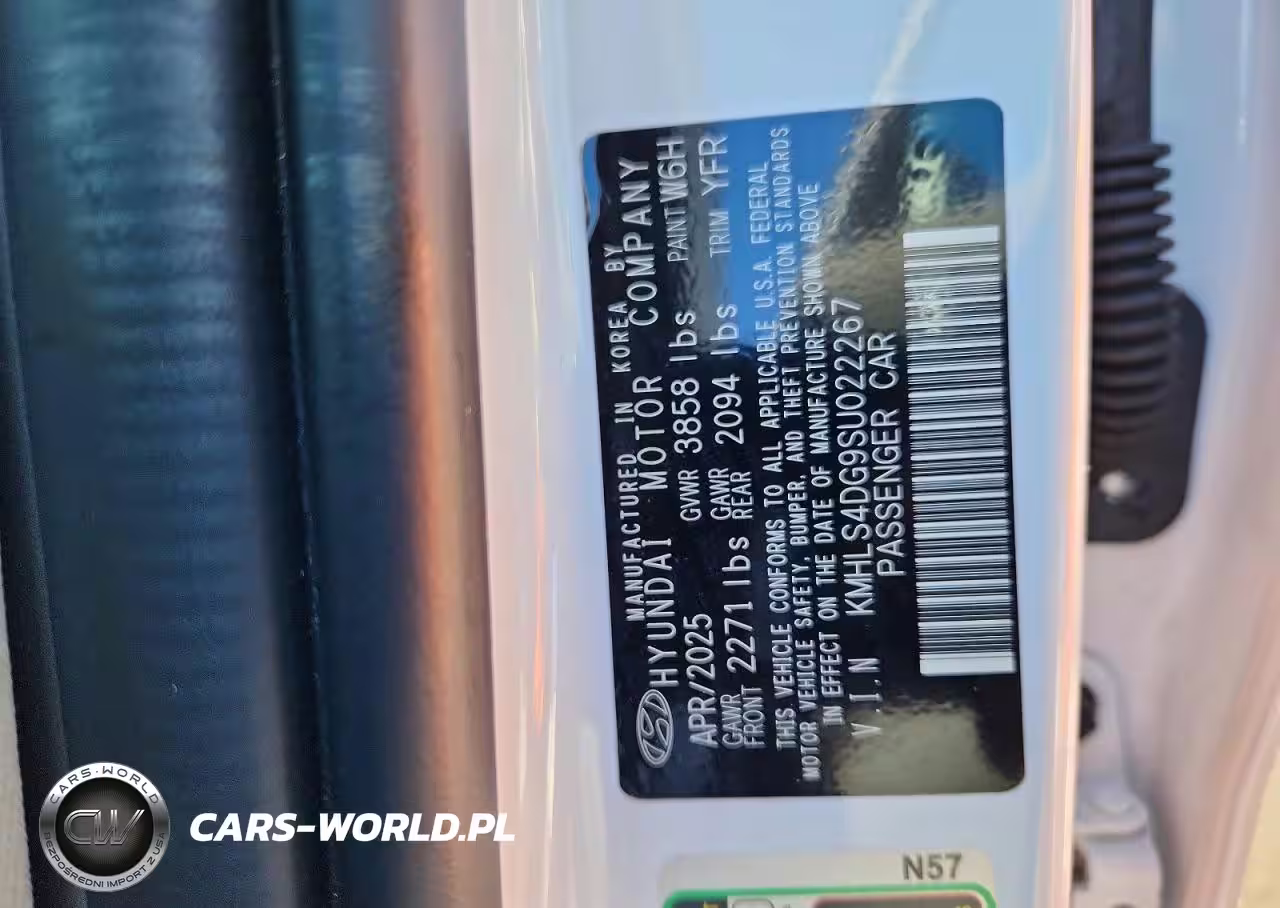 MANUFACTURED IN KOREA BY
HYUNDAI MOTOR COMPANY
APR/2025 GVWR 3858 lbs PAINT W6H
GAWR FRONT 2271 lbs GAWR REAR 2094 lbs TRIM YFR
THIS VEHICLE CONFORMS TO ALL APPLICABLE U.S.A. FEDERAL
MOTOR VEHICLE SAFETY, BUMPER, AND THEFT PREVENTION STANDARDS
IN EFFECT ON THE DATE OF MANUFACTURE SHOWN ABOVE
V.I.N KMHLS4DG9SU022267
PASSENGER CAR
N57
CARS-WORLD
CW
BEZPOŚREDNI IMPORT Z USA
CARS-WORLD.PL